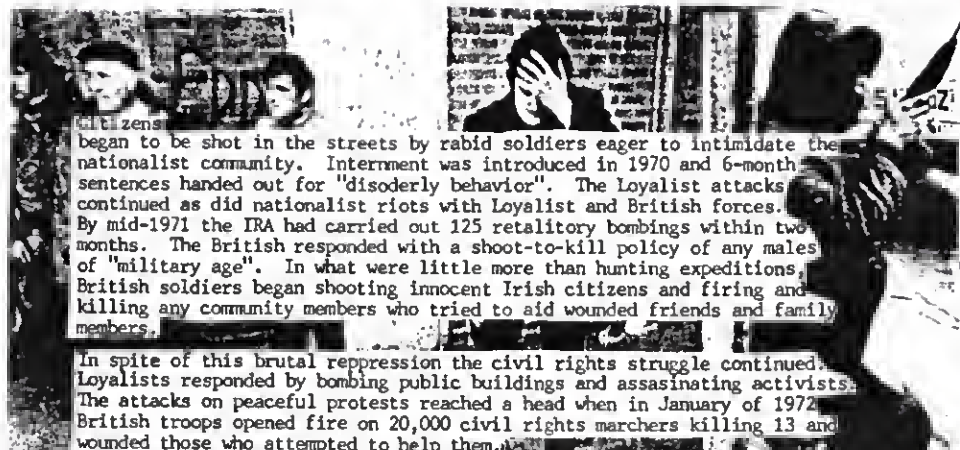 citizens
began to be shot in the streets by rabid soldiers eager to intimidate the
nationalist community. Internment was introduced in 1970 and 6-month
sentences handed out for "disoderly behavior". The Loyalist attacks
continued as did nationalist riots with Loyalist and British forces.
By mid-1971 the IRA had carried out 125 retalitory bombings within two
months. The British responded with a shoot-to-kill policy of any males
of "military age". In what were little more than hunting expeditions,
British soldiers began shooting innocent Irish citizens and firing and
killing any community members who tried to aid wounded friends and family
members.
In spite of this brutal reppression the civil rights struggle continued.
Loyalists responded by bombing public buildings and assasinating activists.
The attacks on peaceful protests reached a head when in January of 1972
British troops opened fire on 20,000 civil rights marchers killing 13 and
wounded those who attempted to help them.